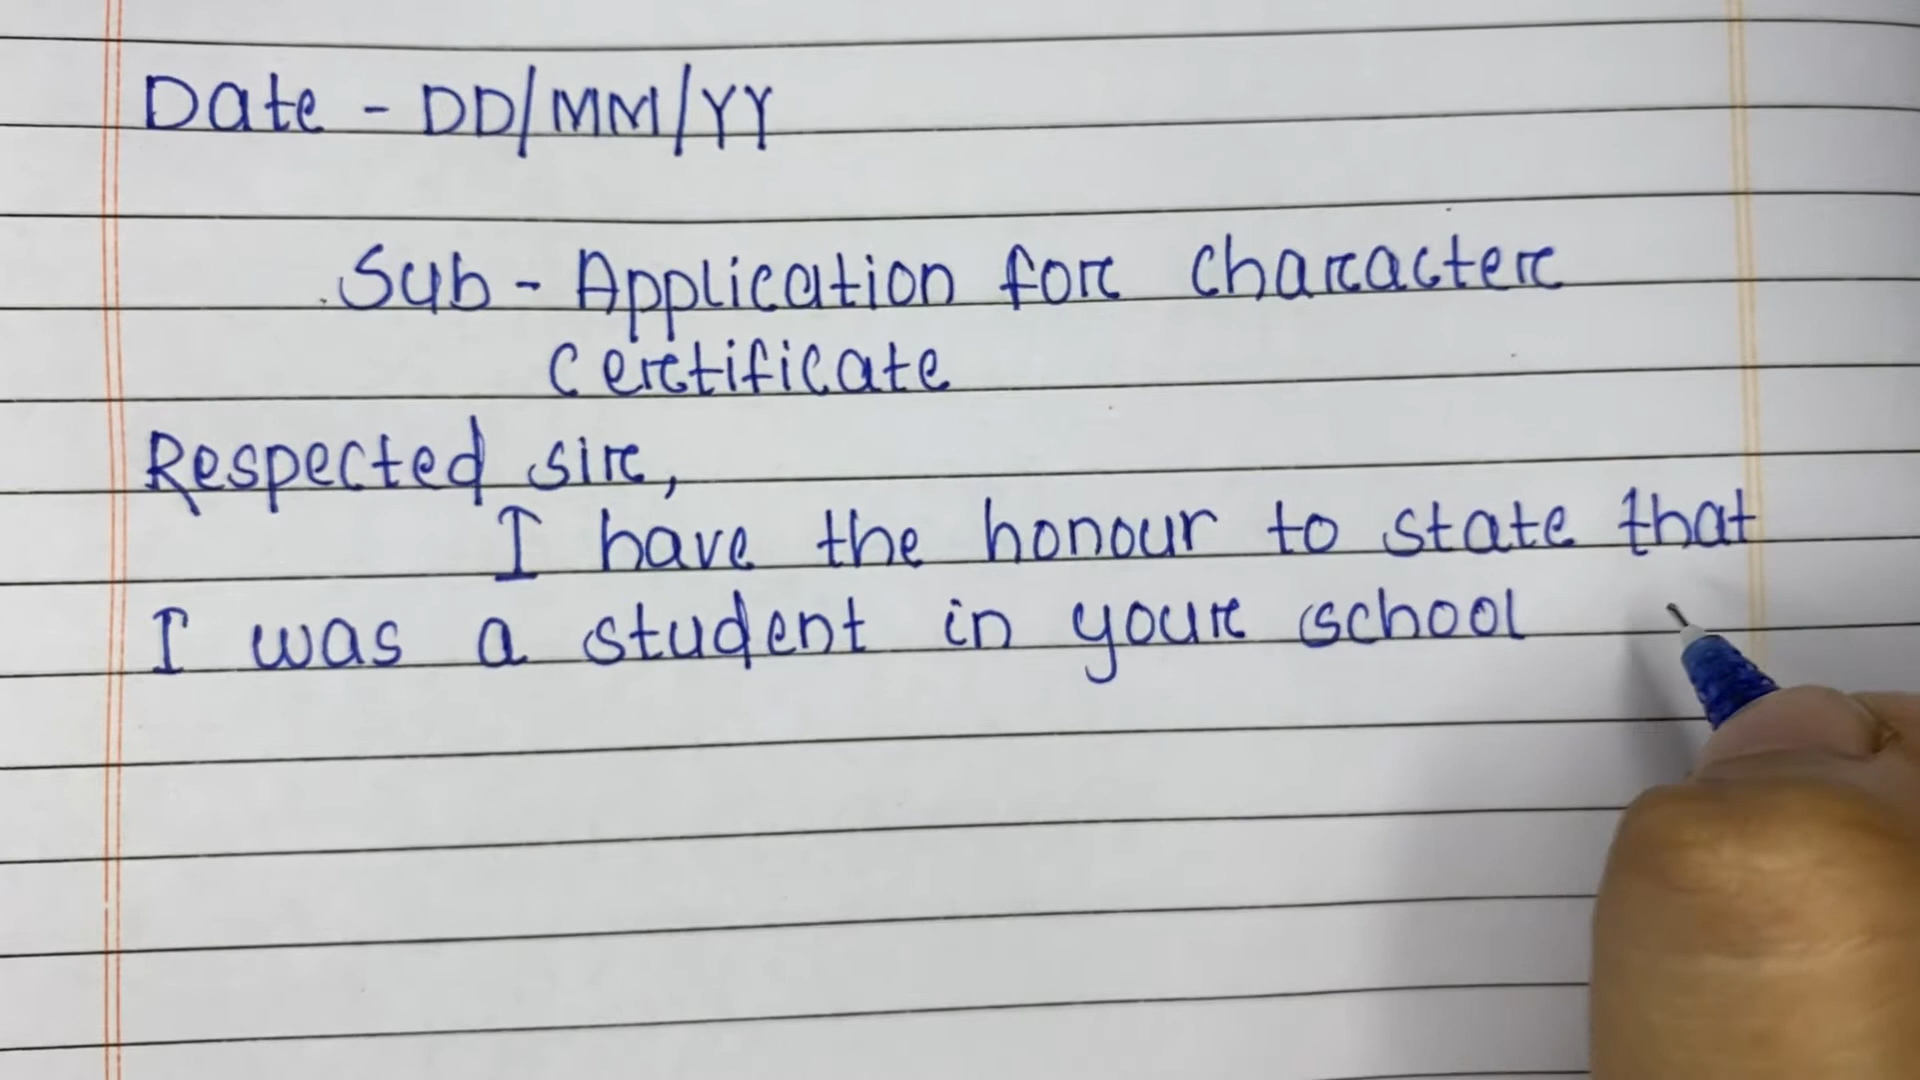 Date - DD/MM/YY
Sub - Application for character
certificate
Respected sir,
I have the honour to state that
I was a student in your school